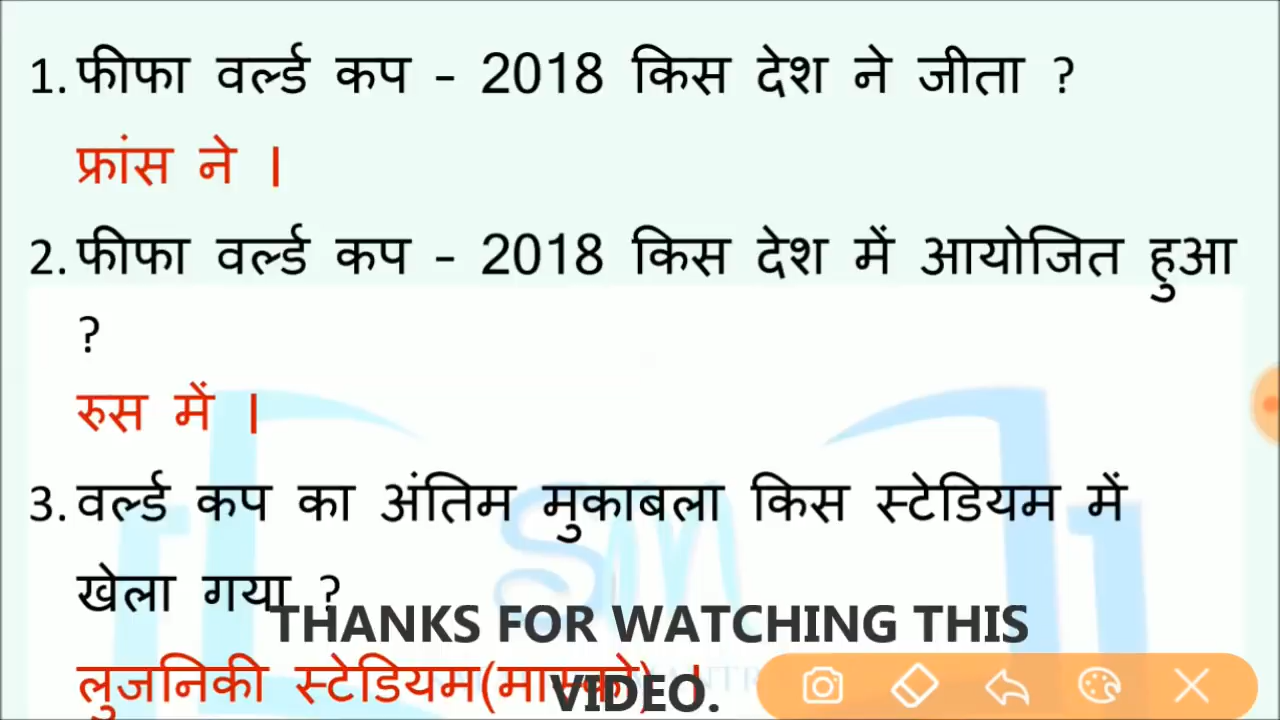 1. फीफा वर्ल्ड कप - 2018 किस देश ने जीता ?
फ्रांस ने ।
2. फीफा वर्ल्ड कप - 2018 किस देश में आयोजित हुआ
?
रुस में ।
3. वर्ल्ड कप का अंतिम मुकाबला किस स्टेडियम में
खेला गया ?
THANKS FOR WATCHING THIS
लुजनिकी स्टेडियम(मास्को) ।
VIDEO.
SM